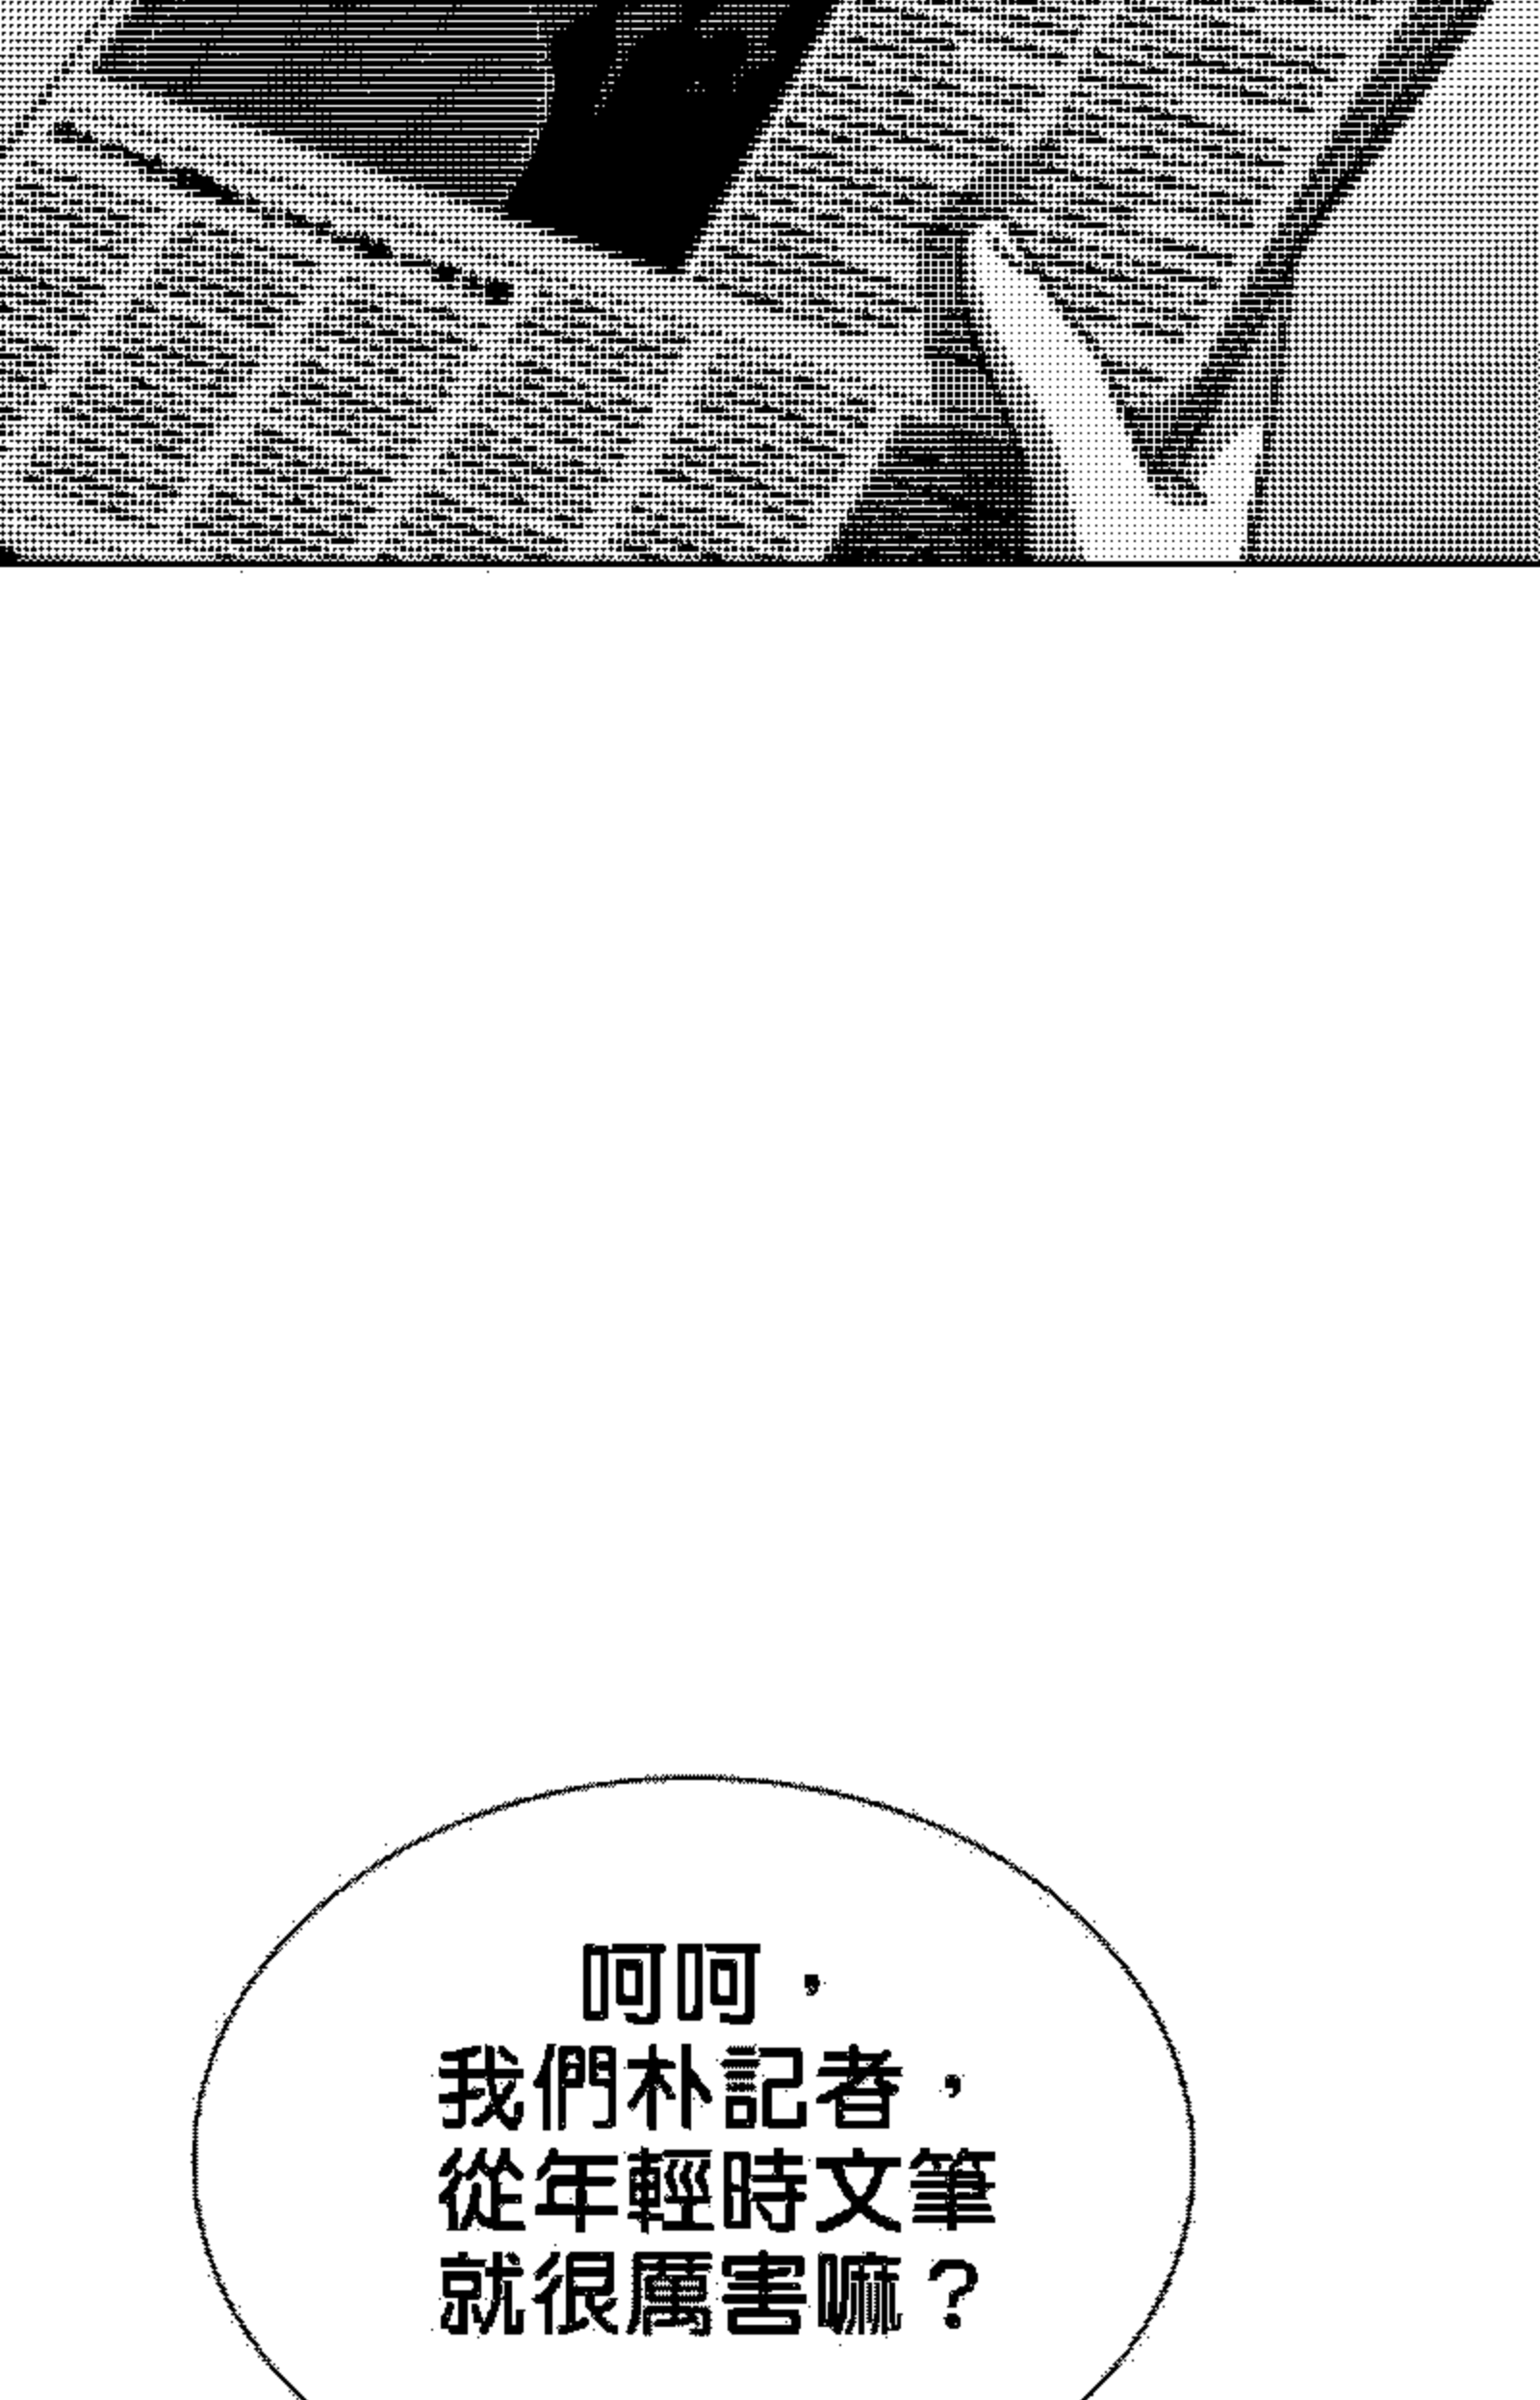 呵呵，
我們朴記者，
從年輕時文筆
就很厲害嘛？